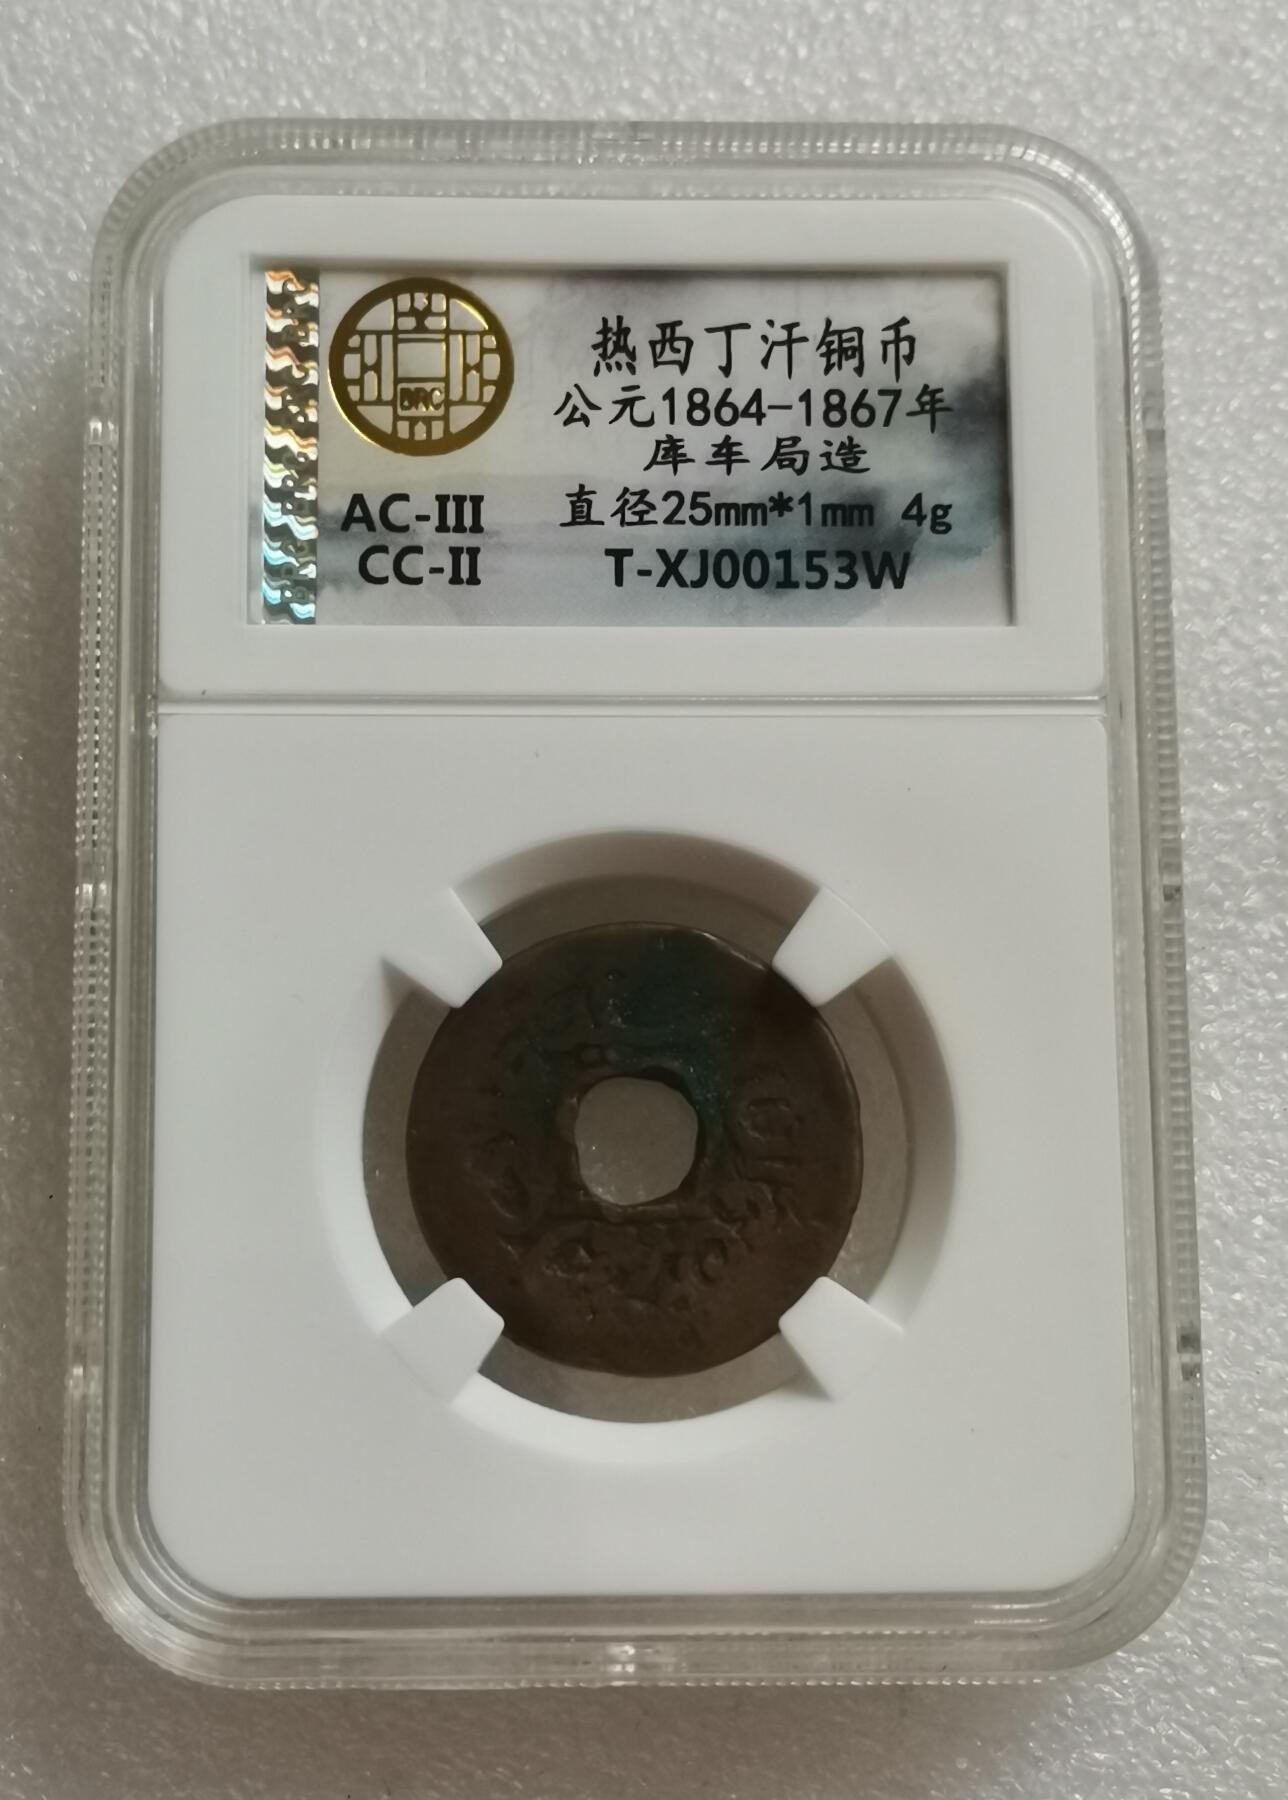 DRC
热西丁汗铜币
公元1864-1867年
库车局造
直径25mm*1mm 4g
T-XJ00153W
AC-III
CC-II